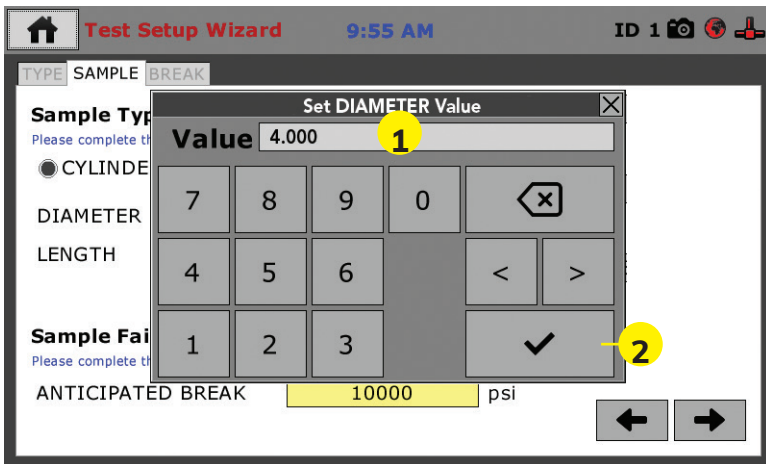 Test Setup Wizard 9:55 AM ID 1
TYPE SAMPLE BREAK
Set DIAMETER Value
Sample Typ
Value 4.000 1
Please complete th
CYLINDE
7 8 9 0
DIAMETER
LENGTH
4 5 6 < >
Sample Fai
1 2 3 2
Please complete th
ANTICIPATED BREAK 10000 psi